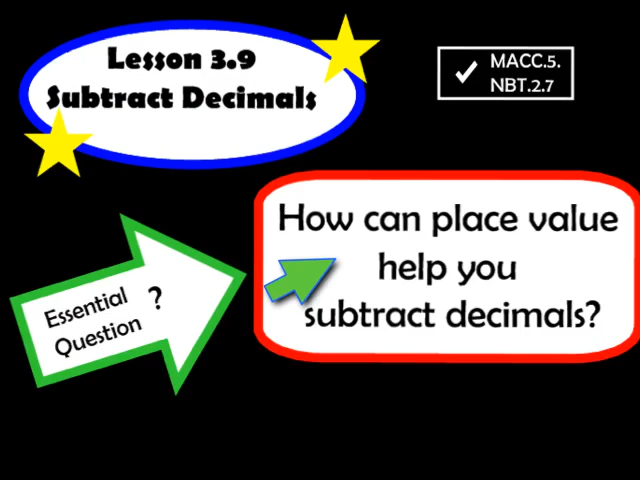 Lesson 3.9
Subtract Decimals
MACC.5.
NBT.2.7
How can place value
help you
subtract decimals?
Essential
Question ?